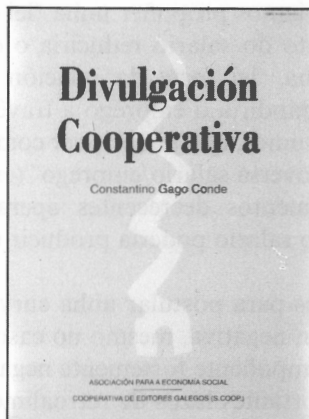 Divulgación
Cooperativa
Constantino Gago Conde
ASOCIACIÓN PARA A ECONOMÍA SOCIAL
COOPERATIVA DE EDITORES GALEGOS (S.COOP.)